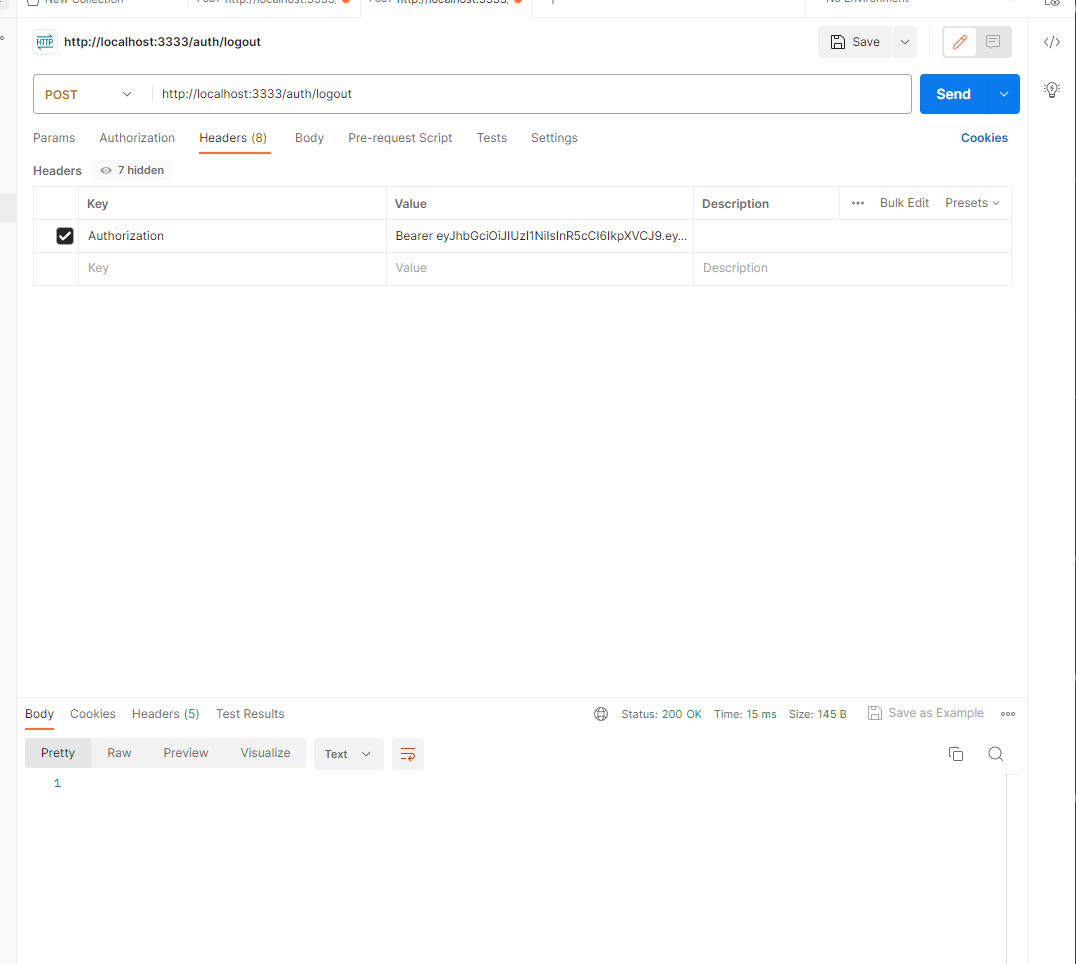 New Collection POST http://localhost:3333/ POST http://localhost:3333/ No Environment
HTTP http://localhost:3333/auth/logout Save
POST http://localhost:3333/auth/logout Send
Params Authorization Headers (8) Body Pre-request Script Tests Settings Cookies
Headers 7 hidden
Key Value Description Bulk Edit Presets
Authorization Bearer eyJhbGciOiJIUzI1NiIsInR5cCI6IkpXVCJ9.ey...
Key Value Description
Body Cookies Headers (5) Test Results Status: 200 OK Time: 15 ms Size: 145 B Save as Example
Pretty Raw Preview Visualize Text
1